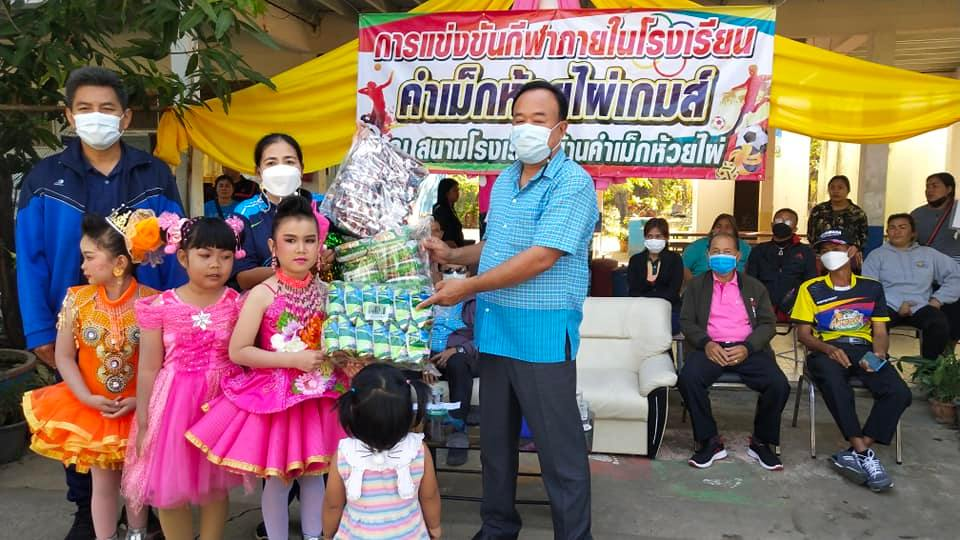 การแข่งขันกีฬาภายในโรงเรียน
คำเม็กห้วยไผ่เกมส์
สนามโรงเรียนบ้านคำเม็กห้วยไผ่